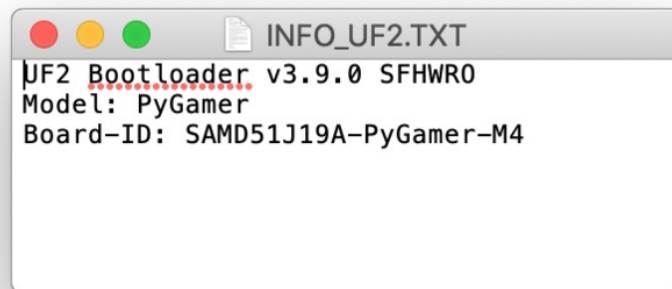 INFO_UF2.TXT
UF2 Bootloader v3.9.0 SFHWRO
Model: PyGamer
Board-ID: SAMD51J19A-PyGamer-M4